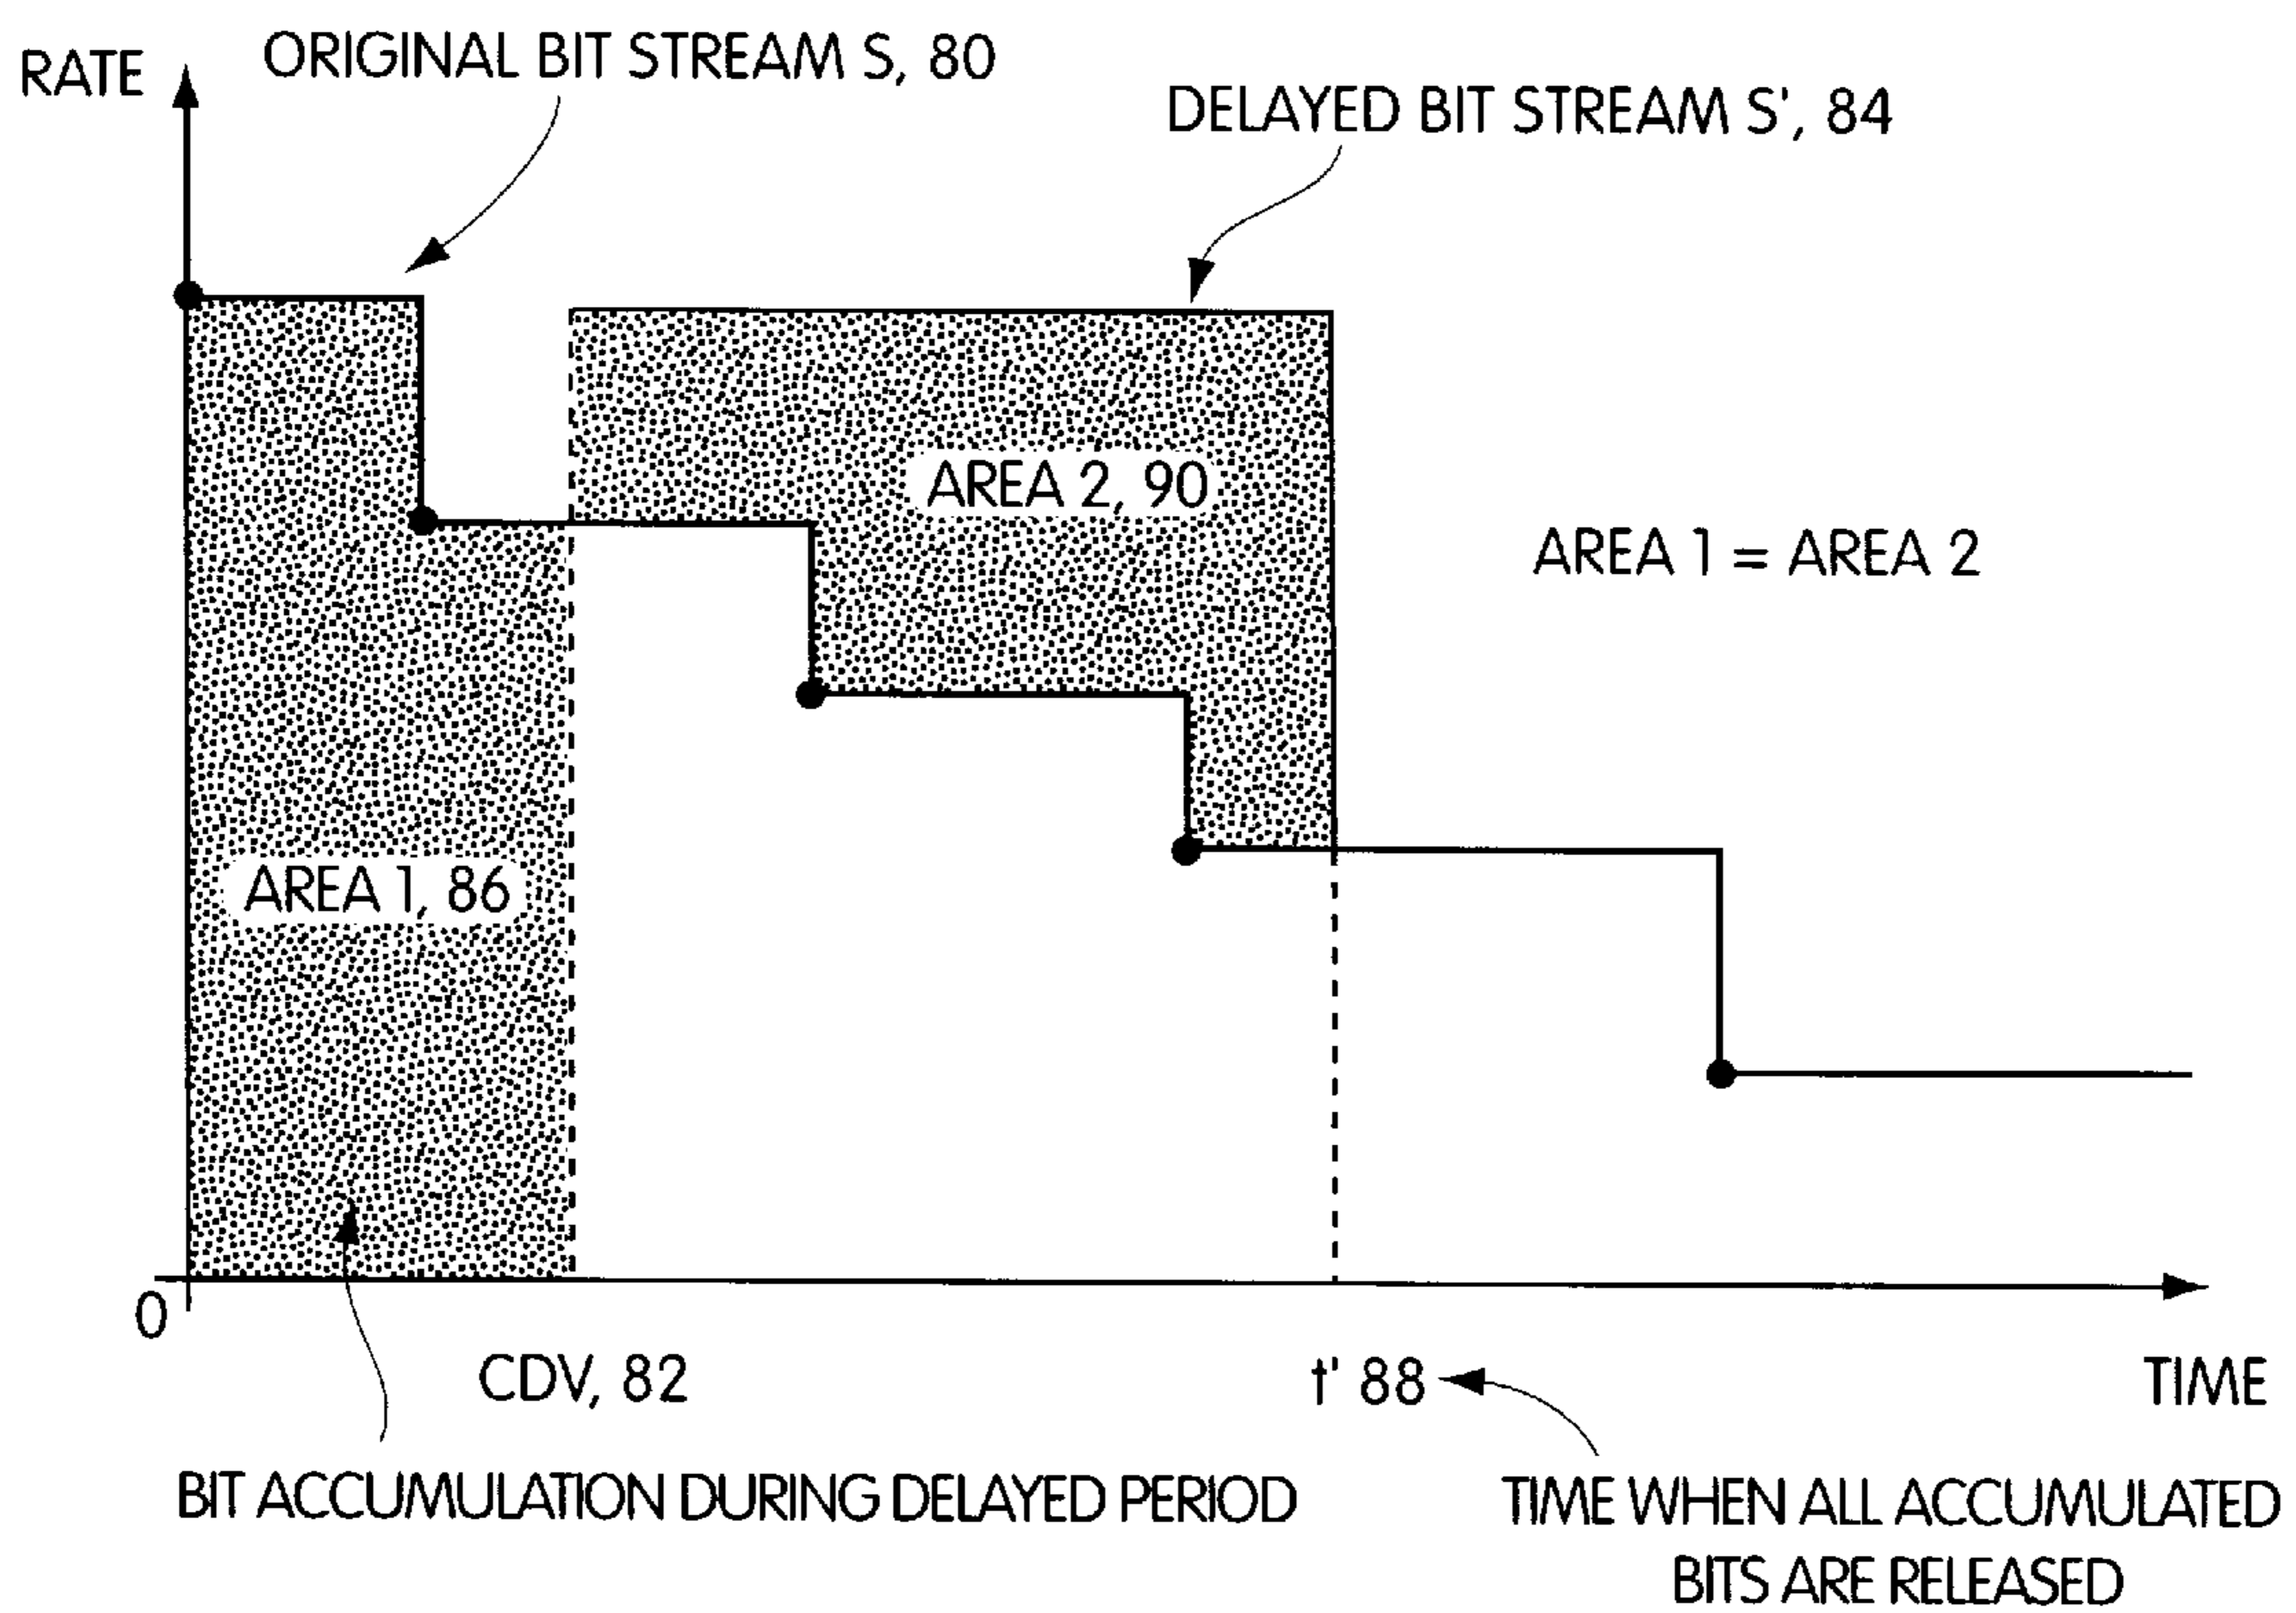 RATE
ORIGINAL BIT STREAM S, 80
DELAYED BIT STREAM S', 84
AREA 2, 90
AREA 1 = AREA 2
AREA 1, 86
0
CDV, 82
t' 88
TIME
BIT ACCUMULATION DURING DELAYED PERIOD
TIME WHEN ALL ACCUMULATED
BITS ARE RELEASED